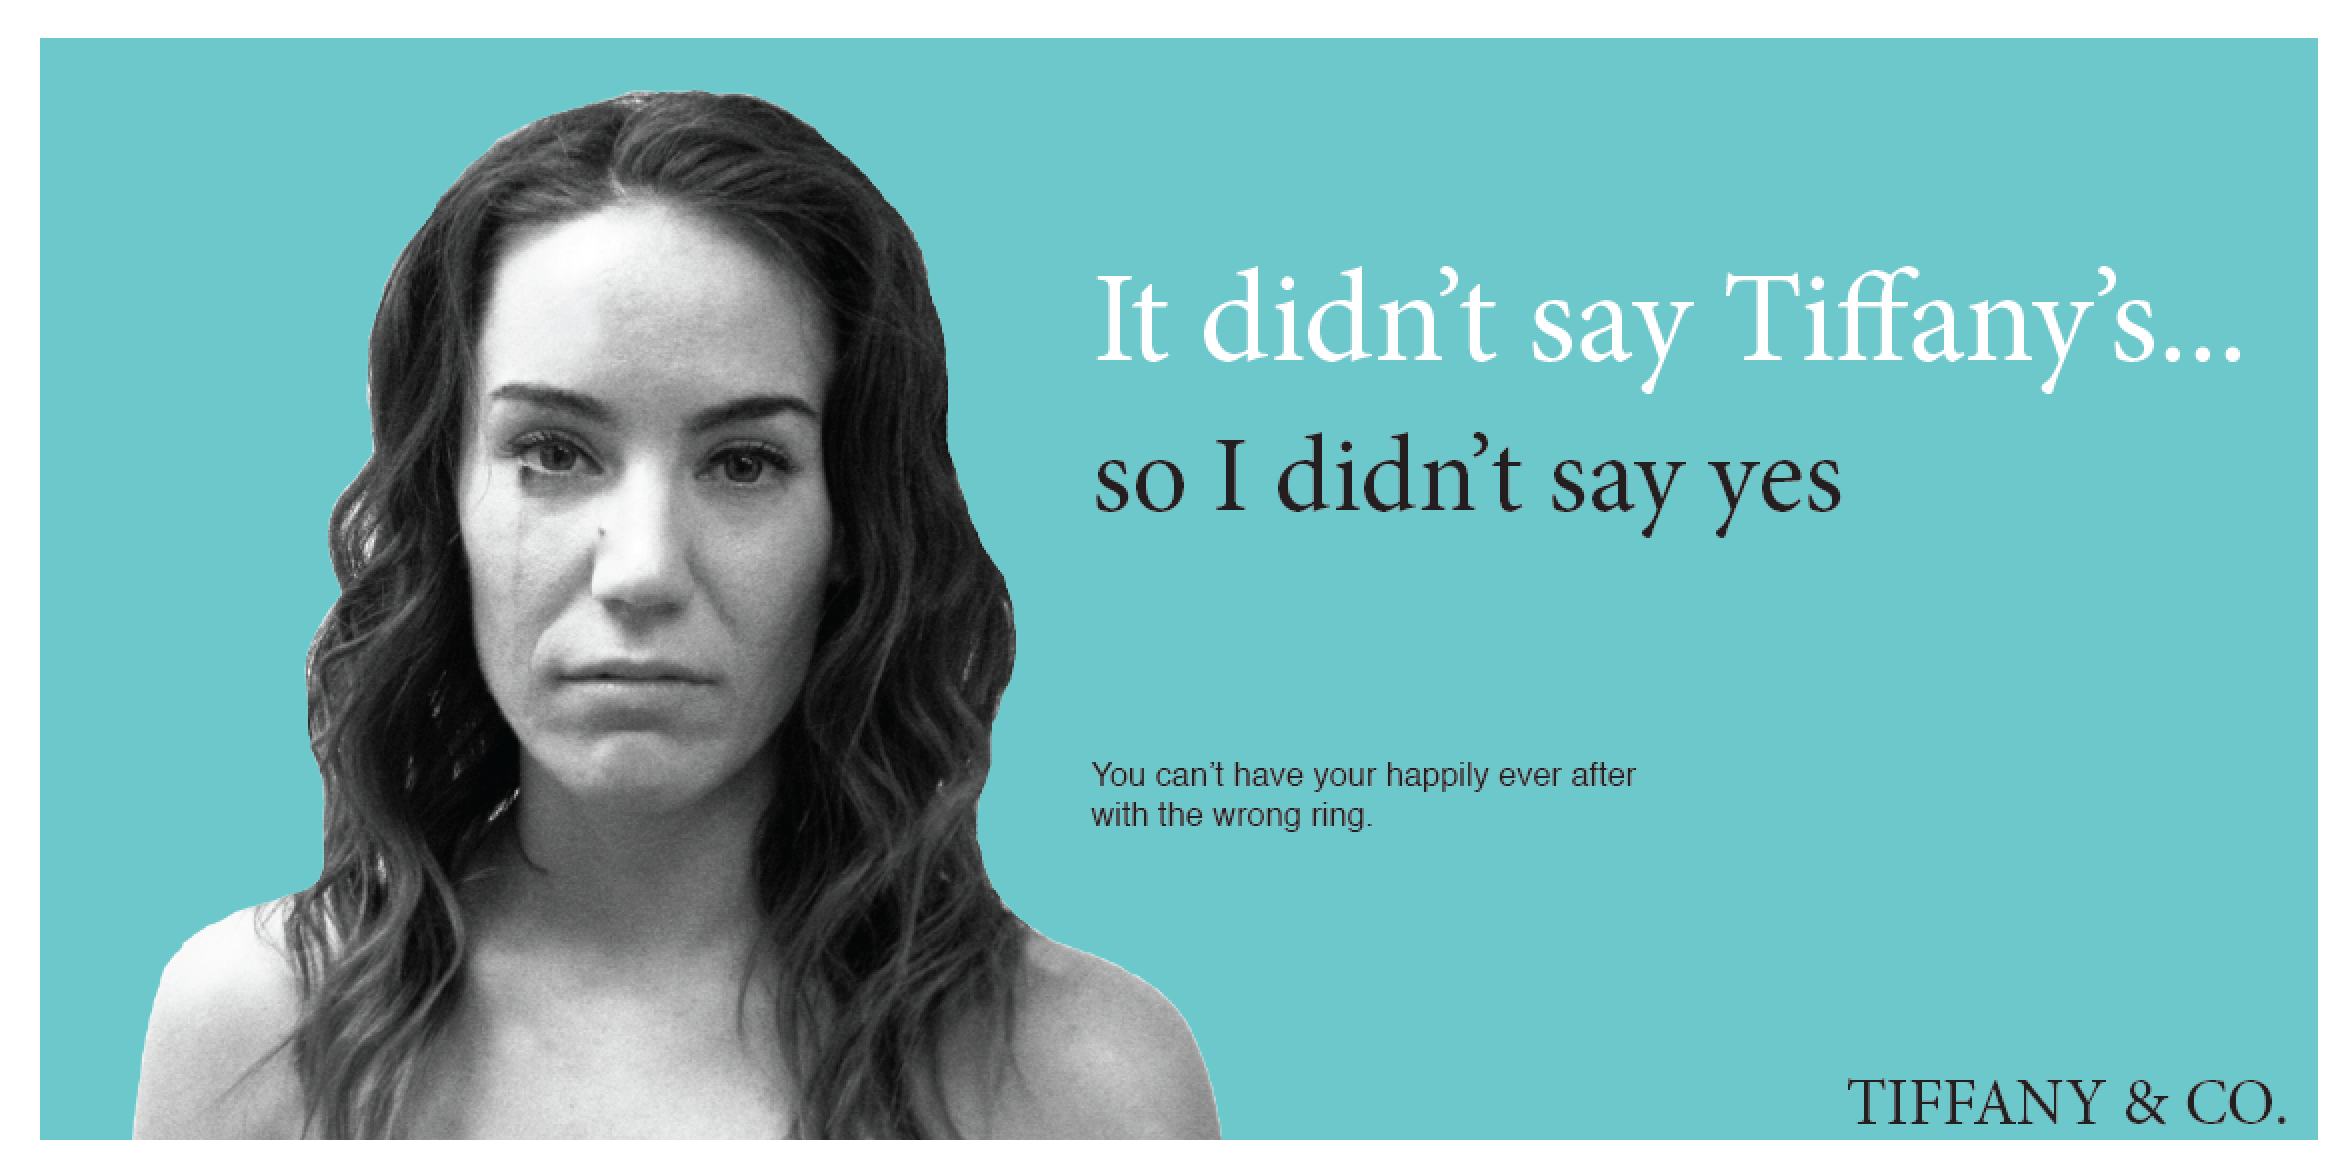 It didn’t say Tiffany’s...
so I didn’t say yes
You can’t have your happily ever after
with the wrong ring.
TIFFANY & CO.